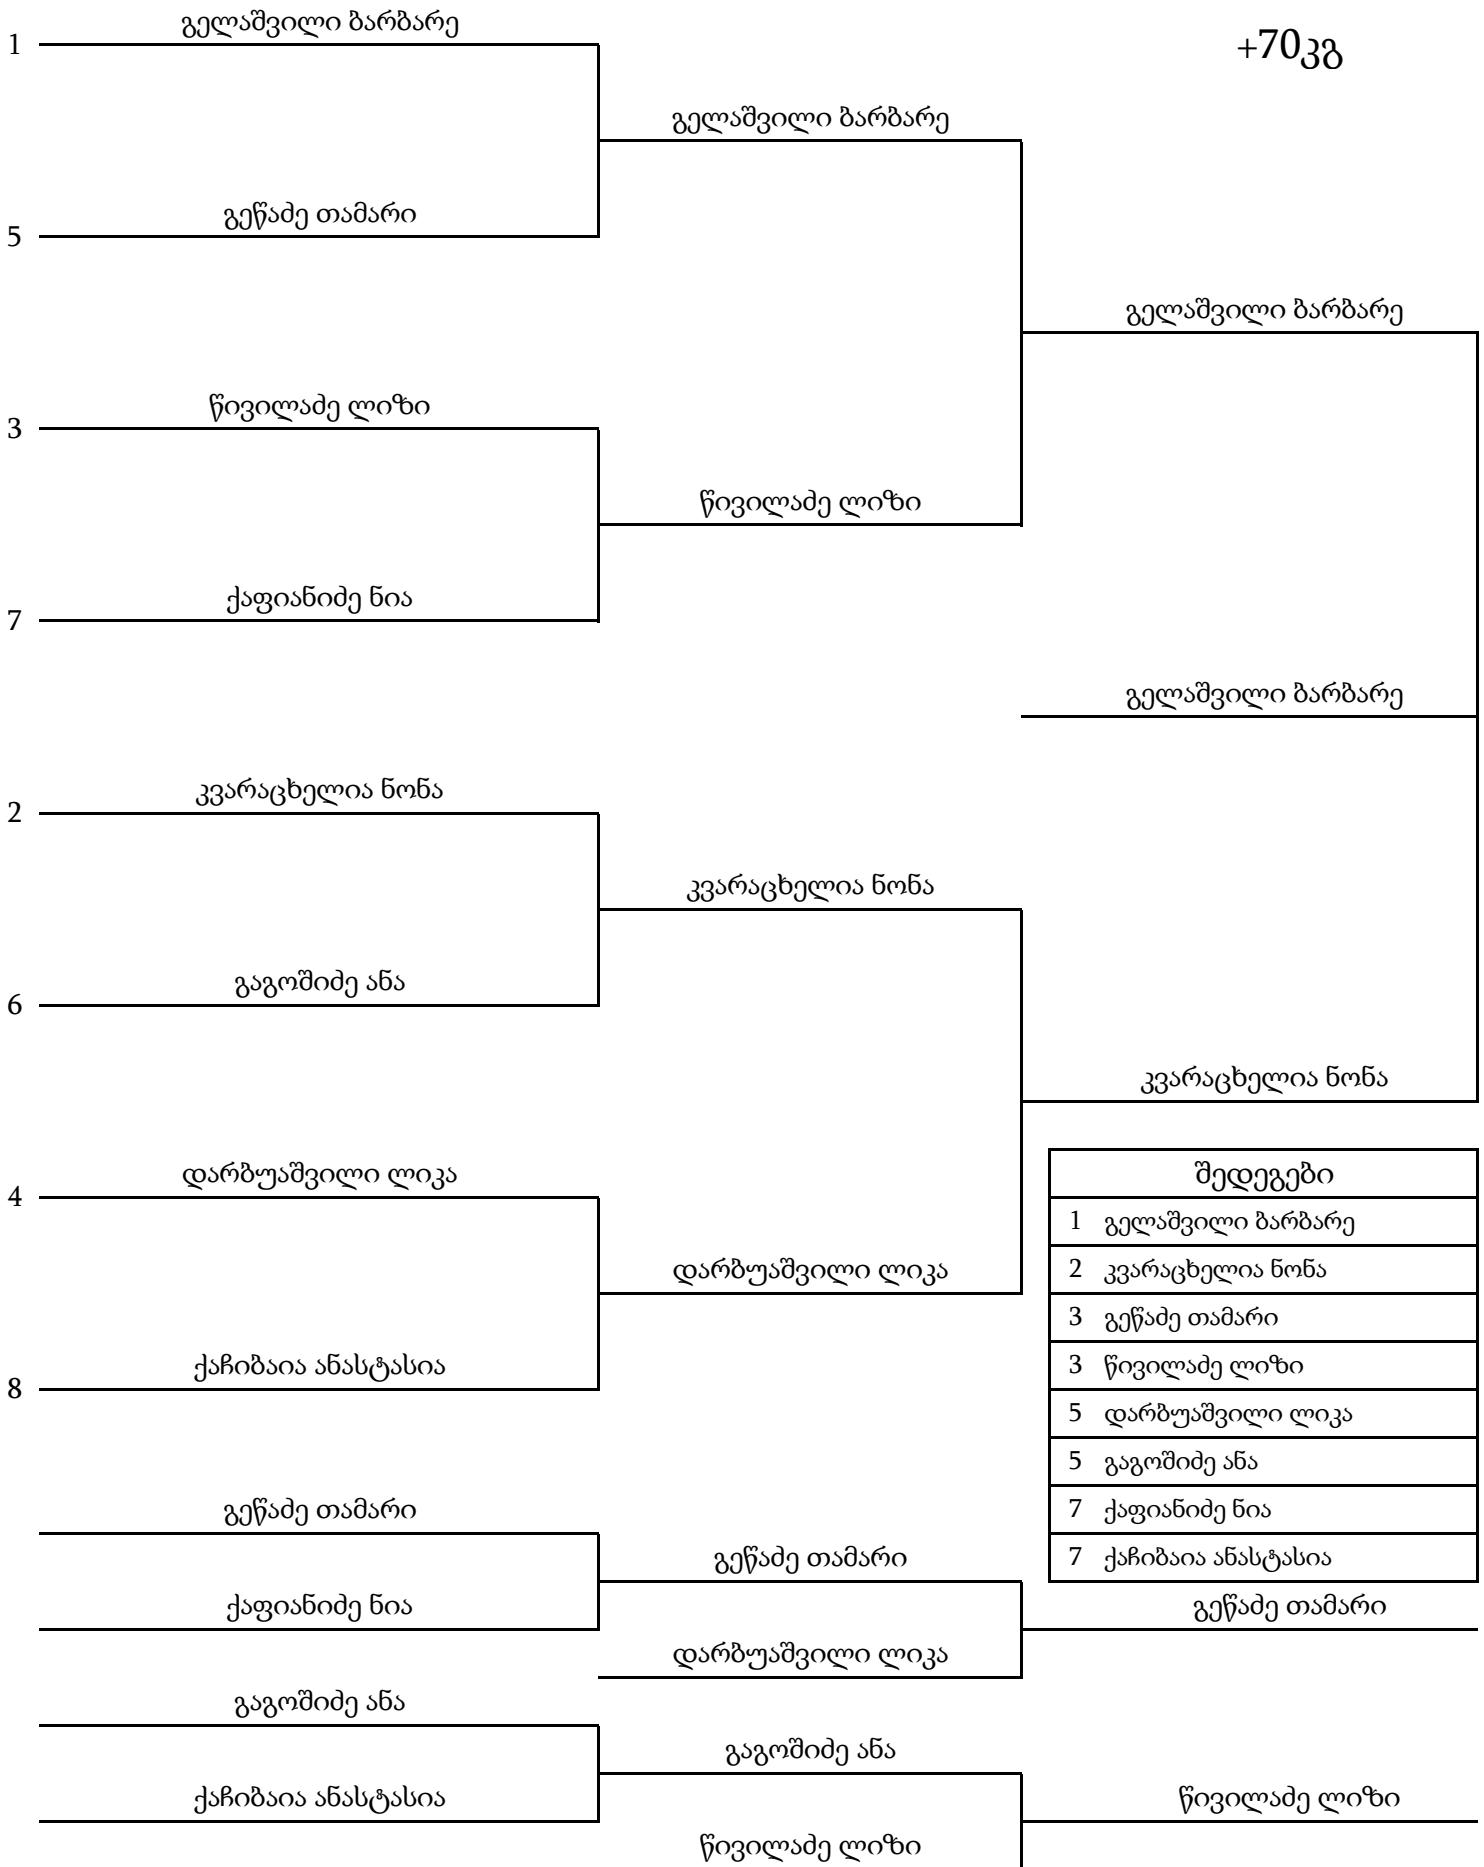 გელაშვილი ბარბარე
1
+70კგ
გელაშვილი ბარბარე
გეწაძე თამარი
5
გელაშვილი ბარბარე
წივილაძე ლიზი
3
წივილაძე ლიზი
ქაფიანიძე ნია
7
გელაშვილი ბარბარე
კვარაცხელია ნონა
2
კვარაცხელია ნონა
გაგოშიძე ანა
6
კვარაცხელია ნონა
დარბუაშვილი ლიკა
4
დარბუაშვილი ლიკა
ქაჩიბაია ანასტასია
8
შედეგები
1 გელაშვილი ბარბარე
2 კვარაცხელია ნონა
3 გეწაძე თამარი
3 წივილაძე ლიზი
5 დარბუაშვილი ლიკა
5 გაგოშიძე ანა
7 ქაფიანიძე ნია
7 ქაჩიბაია ანასტასია
გეწაძე თამარი
გეწაძე თამარი
ქაფიანიძე ნია
გეწაძე თამარი
დარბუაშვილი ლიკა
გაგოშიძე ანა
გაგოშიძე ანა
ქაჩიბაია ანასტასია
წივილაძე ლიზი
წივილაძე ლიზი